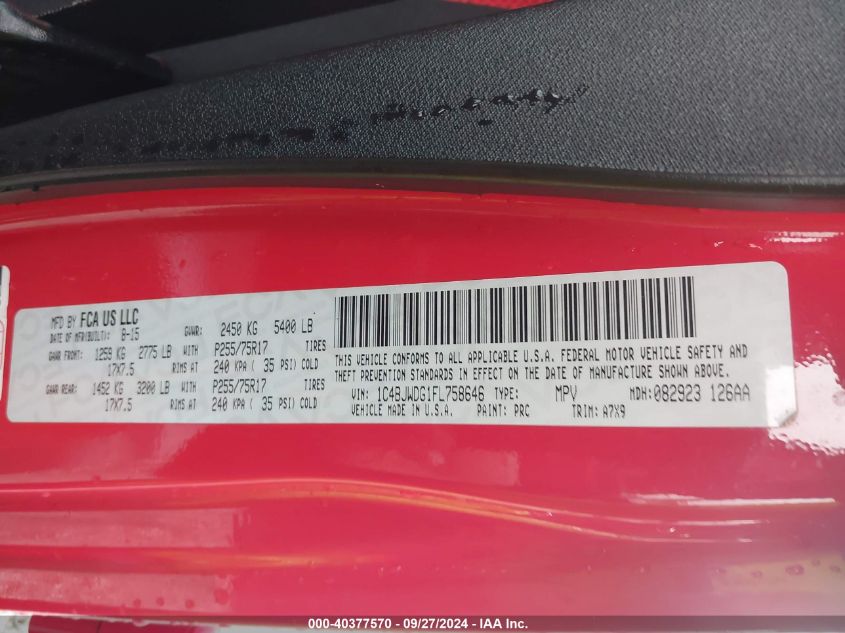 MFD BY FCA US LLC
DATE OF MFR(BUILT): 8-15 GVWR: 2450 KG 5400 LB
GAWR FRONT: 1259 KG 2775 LB WITH P255/75R17 TIRES
17X7.5 RIMS AT 240 KPA ( 35 PSI) COLD
GAWR REAR: 1452 KG 3200 LB WITH P255/75R17 TIRES
17X7.5 RIMS AT 240 KPA ( 35 PSI) COLD
THIS VEHICLE CONFORMS TO ALL APPLICABLE U.S.A. FEDERAL MOTOR VEHICLE SAFETY AND
THEFT PREVENTION STANDARDS IN EFFECT ON THE DATE OF MANUFACTURE SHOWN ABOVE.
VIN: 1C4BJWDG1FL758646 TYPE: MPV MDH: 082923 126AA
VEHICLE MADE IN U.S.A. PAINT: PRC TRIM: A7X9
000-40377570 - 09/27/2024 - IAA Inc.